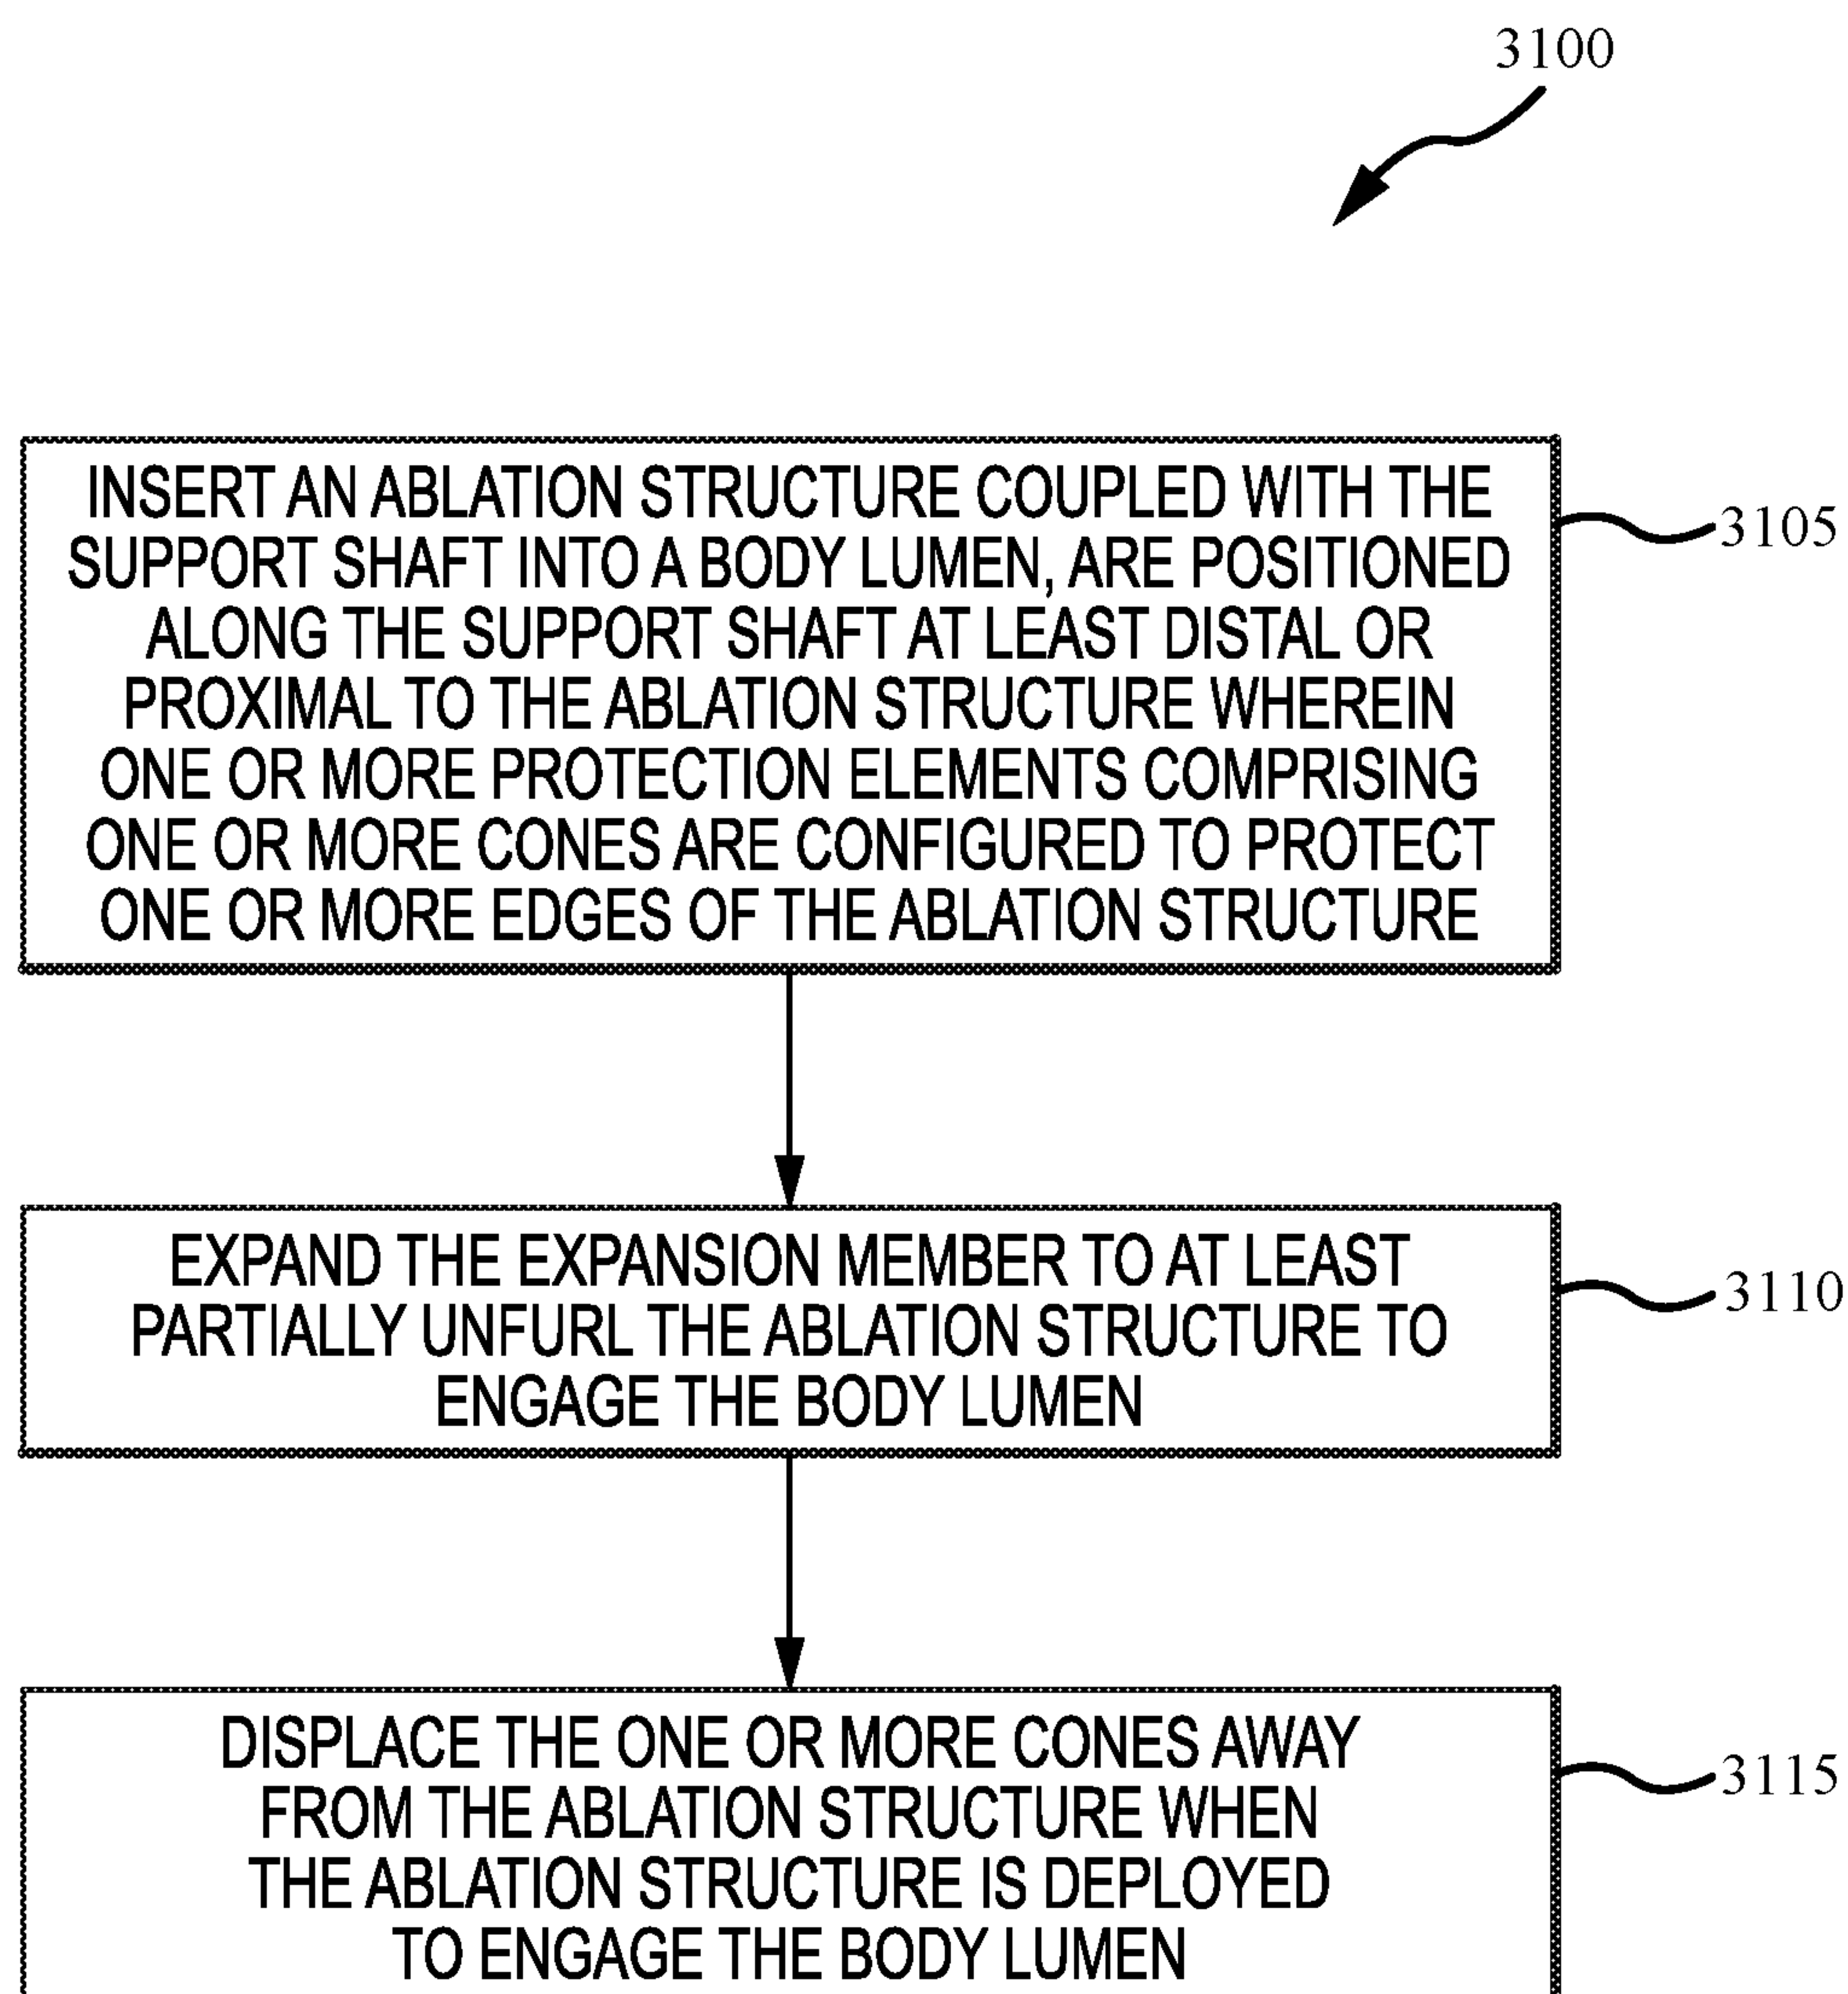 3100
INSERT AN ABLATION STRUCTURE COUPLED WITH THE
SUPPORT SHAFT INTO A BODY LUMEN, ARE POSITIONED
ALONG THE SUPPORT SHAFT AT LEAST DISTAL OR
PROXIMAL TO THE ABLATION STRUCTURE WHEREIN
ONE OR MORE PROTECTION ELEMENTS COMPRISING
ONE OR MORE CONES ARE CONFIGURED TO PROTECT
ONE OR MORE EDGES OF THE ABLATION STRUCTURE
3105
EXPAND THE EXPANSION MEMBER TO AT LEAST
PARTIALLY UNFURL THE ABLATION STRUCTURE TO
ENGAGE THE BODY LUMEN
3110
DISPLACE THE ONE OR MORE CONES AWAY
FROM THE ABLATION STRUCTURE WHEN
THE ABLATION STRUCTURE IS DEPLOYED
TO ENGAGE THE BODY LUMEN
3115